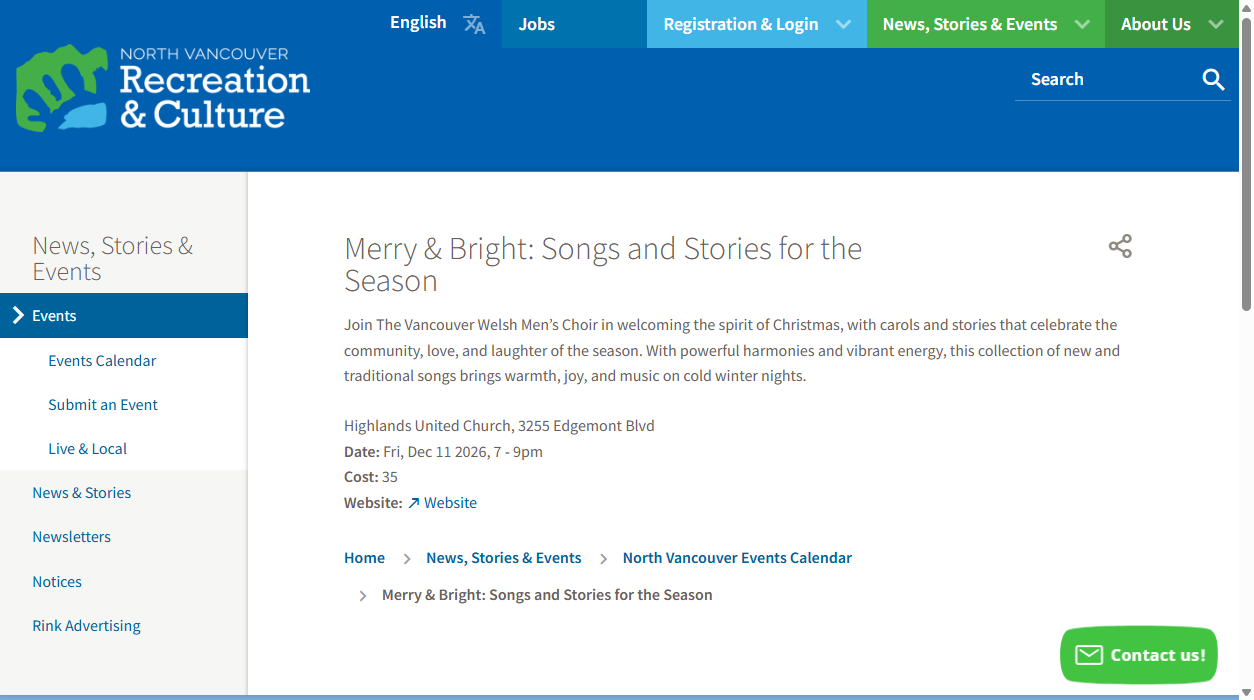 English
Jobs
Registration & Login
News, Stories & Events
About Us
NORTH VANCOUVER
Recreation
& Culture
Search
News, Stories &
Events
Events
Events Calendar
Submit an Event
Live & Local
News & Stories
Newsletters
Notices
Rink Advertising
Merry & Bright: Songs and Stories for the
Season
Join The Vancouver Welsh Men’s Choir in welcoming the spirit of Christmas, with carols and stories that celebrate the
community, love, and laughter of the season. With powerful harmonies and vibrant energy, this collection of new and
traditional songs brings warmth, joy, and music on cold winter nights.
Highlands United Church, 3255 Edgemont Blvd
Date: Fri, Dec 11 2026, 7 - 9pm
Cost: 35
Website: Website
Home
News, Stories & Events
North Vancouver Events Calendar
Merry & Bright: Songs and Stories for the Season
Contact us!